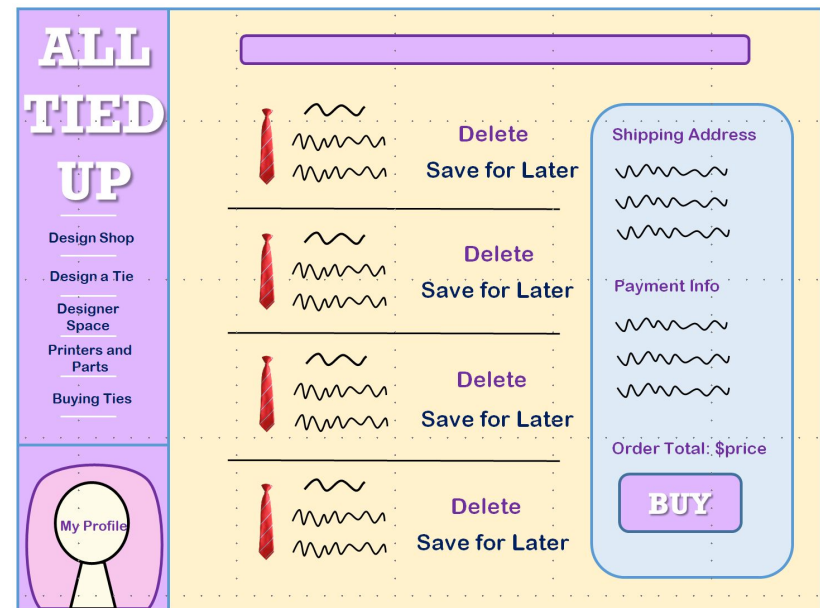 ALL
TIED
UP
Design Shop
Design a Tie
Designer
Space
Printers and
Parts
Buying Ties
My Profile
Delete
Save for Later
Delete
Save for Later
Delete
Save for Later
Delete
Save for Later
Shipping Address
Payment Info
Order Total: $price
BUY